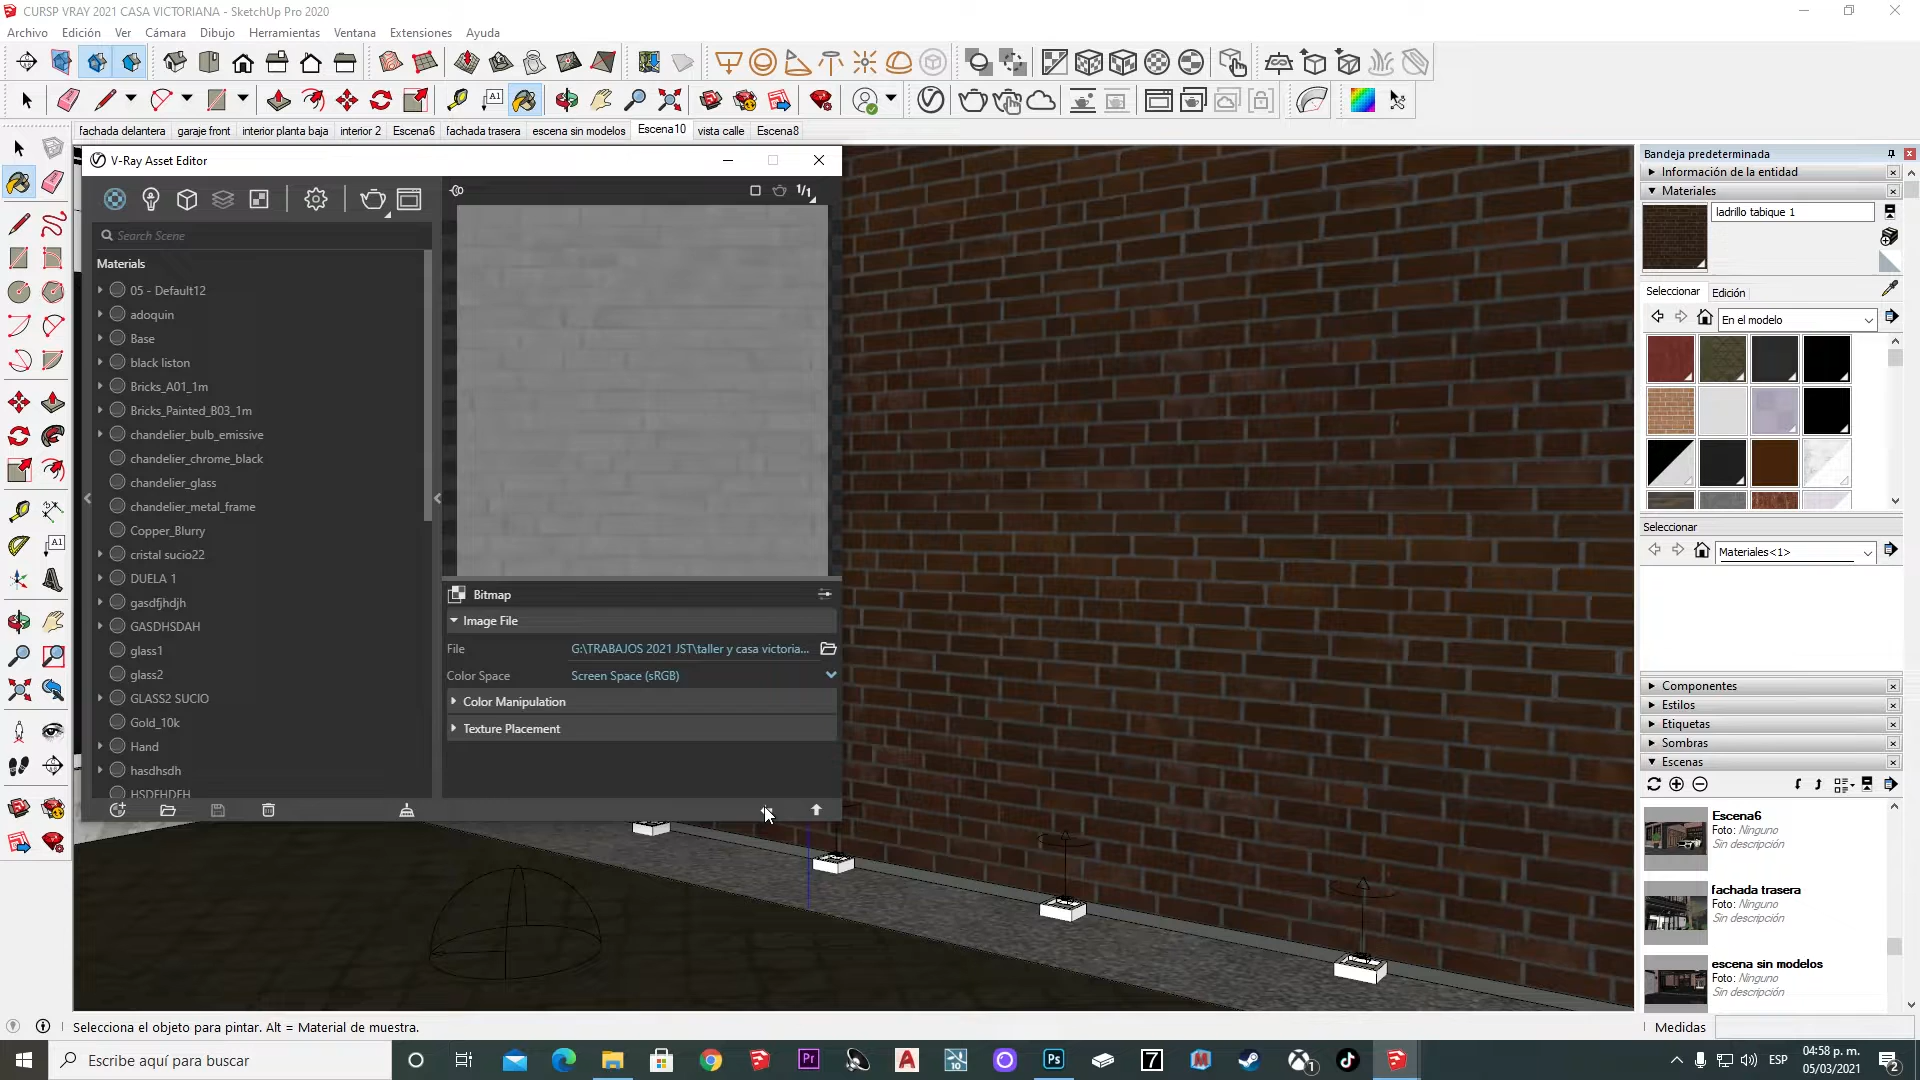 CURSP VRAY 2021 CASA VICTORIANA - SketchUp Pro 2020
Archivo Edición Ver Cámara Dibujo Herramientas Ventana Extensiones Ayuda
fachada delantera garaje front interior planta baja interior 2 Escena6 fachada trasera escena sin modelos Escena10 vista calle Escena8
V-Ray Asset Editor
1/1
Search Scene
Materials
05 - Default12
adoquin
Base
black liston
Bricks_A01_1m
Bricks_Painted_B03_1m
chandelier_bulb_emissive
chandelier_chrome_black
chandelier_glass
chandelier_metal_frame
Copper_Blurry
cristal sucio22
DUELA 1
gasdfjhdjh
GASDHSDAH
glass1
glass2
GLASS2 SUCIO
Gold_10k
Hand
hasdhsdh
HSDFHDFH
Bitmap
Image File
File G:\TRABAJOS 2021 JST\taller y casa victoria...
Color Space Screen Space (sRGB)
Color Manipulation
Texture Placement
Bandeja predeterminada
Información de la entidad
Materiales
ladrillo tabique 1
Seleccionar Edición
En el modelo
Seleccionar
Materiales<1>
Componentes
Estilos
Etiquetas
Sombras
Escenas
Escena6
Foto: Ninguno
Sin descripción
fachada trasera
Foto: Ninguno
Sin descripción
escena sin modelos
Foto: Ninguno
Sin descripción
Selecciona el objeto para pintar. Alt = Material de muestra.
Medidas
Escribe aquí para buscar
ESP
04:58 p. m.
05/03/2021